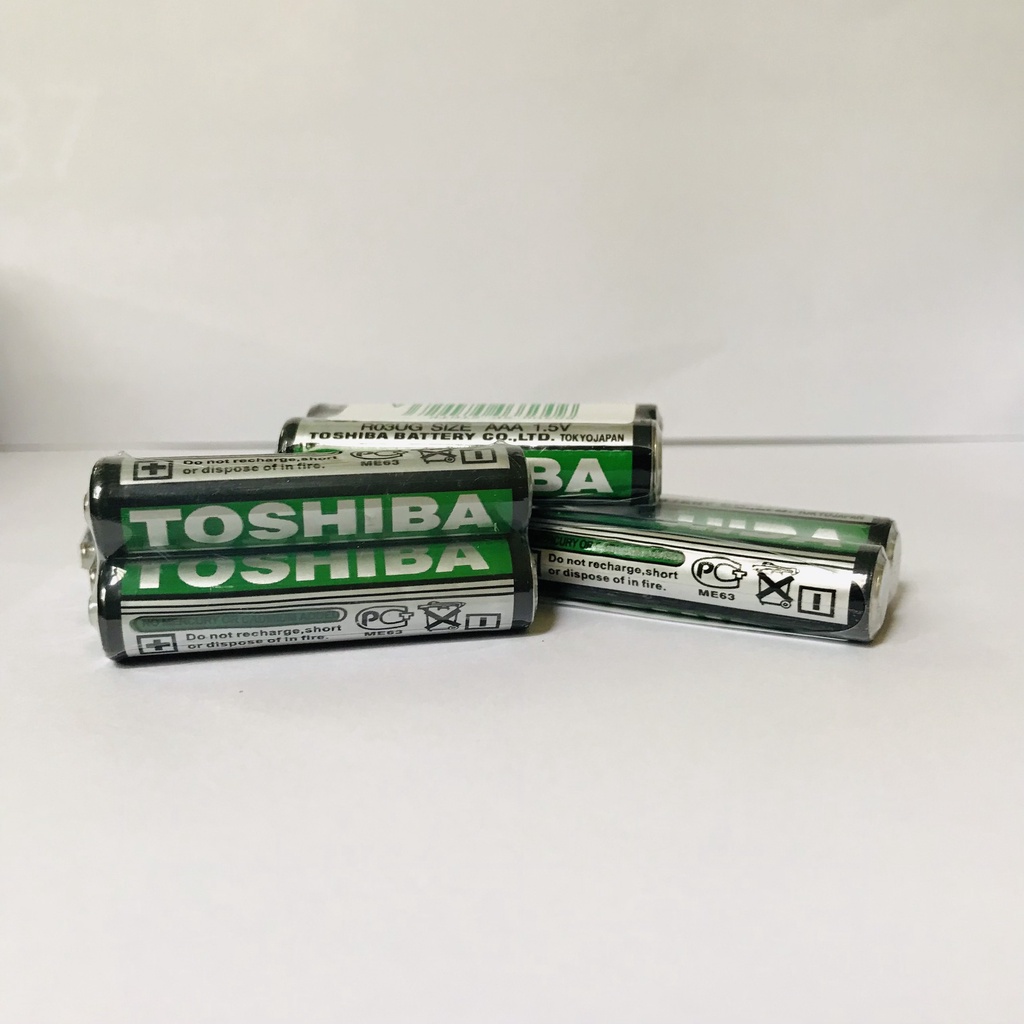 R03UG SIZE AAA 1.5V
TOSHIBA BATTERY CO.,LTD. TOKYOJAPAN
BA
Do not recharge,short
or dispose of in fire.
ME63
TOSHIBA
TOSHIBA
Do not recharge,short
or dispose of in fire.
PCT
ME63
Do not recharge,short
or dispose of in fire.
PCT
ME63